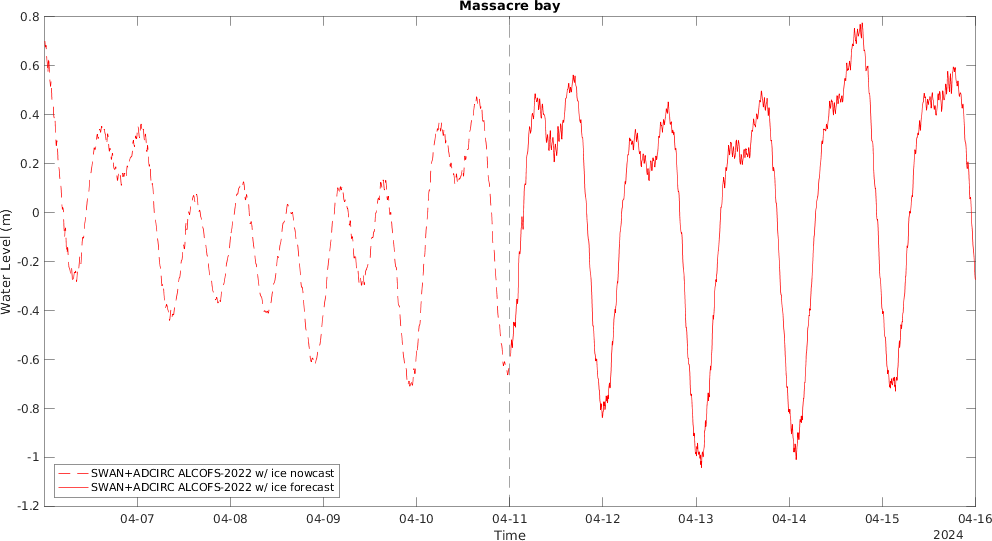 Massacre bay
0.8
0.6
0.4
0.2
0
-0.2
-0.4
-0.6
-0.8
-1
-1.2
Water Level (m)
SWAN+ADCIRC ALCOFS-2022 w/ ice nowcast
SWAN+ADCIRC ALCOFS-2022 w/ ice forecast
04-07 04-08 04-09 04-10 04-11 04-12 04-13 04-14 04-15 04-16
Time
2024